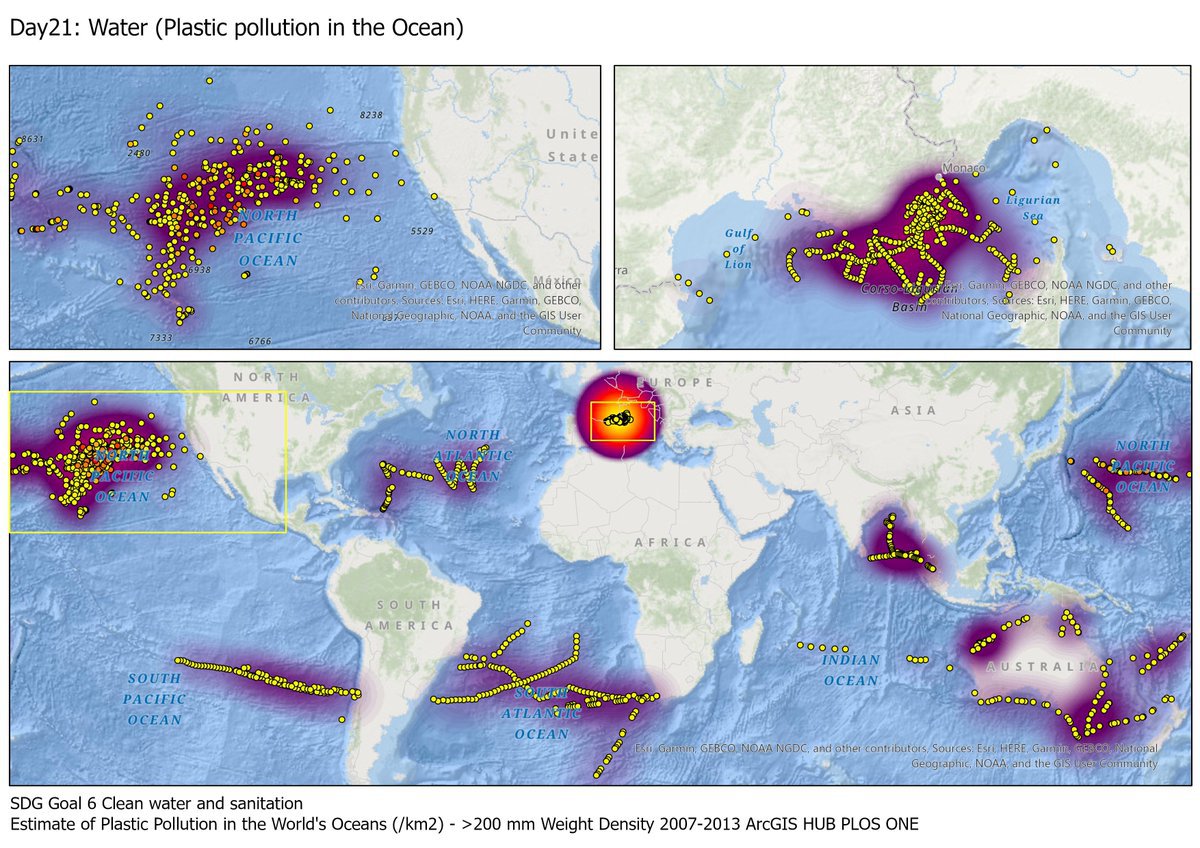 Day21: Water (Plastic pollution in the Ocean)
8631
2480
8238
United
State
NORTH
PACIFIC
OCEAN
5529
6938
México
Esri, Garmin, GEBCO, NOAA NGDC, and other
contributors, Sources: Esri, HERE, Garmin, GEBCO,
National Geographic, NOAA, and the GIS User
Community
7333
6766
Monaco
Ligurian
Sea
Gulf
of
Lion
rra
Basin
Esri, Garmin, GEBCO, NOAA NGDC, and other
contributors, Sources: Esri, HERE, Garmin, GEBCO,
National Geographic, NOAA, and the GIS User
Community
NORTH
AMERICA
EUROPE
ASIA
NORTH
PACIFIC
OCEAN
NORTH
ATLANTIC
OCEAN
NORTH
PACIFIC
OCEAN
AFRICA
SOUTH
AMERICA
SOUTH
PACIFIC
OCEAN
SOUTH
ATLANTIC
OCEAN
INDIAN
OCEAN
AUSTRALIA
Esri, Garmin, GEBCO, NOAA NGDC, and other contributors, Sources: Esri, HERE, Garmin, GEBCO, National
Geographic, NOAA, and the GIS User Community
SDG Goal 6 Clean water and sanitation
Estimate of Plastic Pollution in the World's Oceans (/km2) - >200 mm Weight Density 2007-2013 ArcGIS HUB PLOS ONE